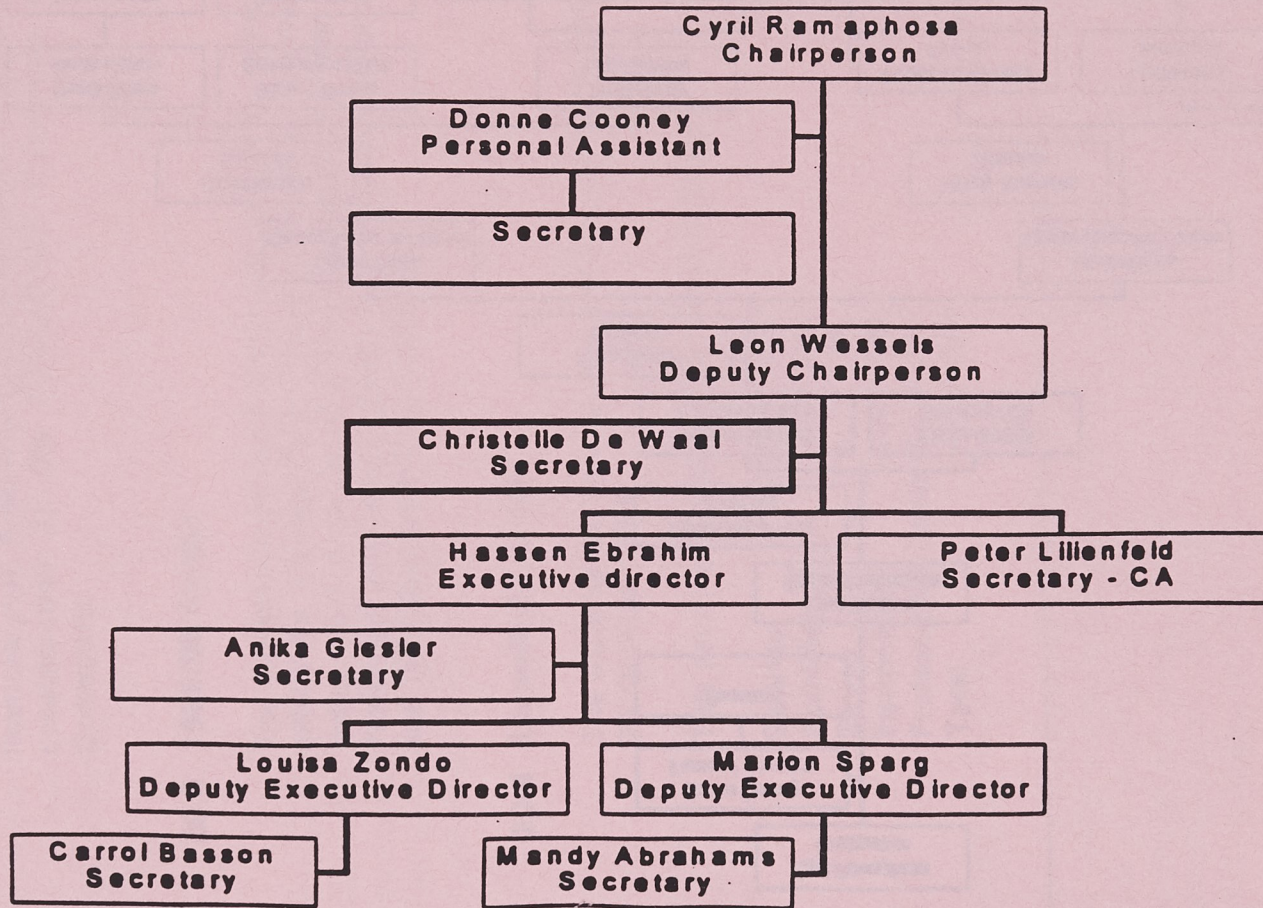 Cyril Ramaphosa
Chairperson
Donne Cooney
Personal Assistant
Secretary
Leon Wessels
Deputy Chairperson
Christelle De Waal
Secretary
Hassen Ebrahim
Executive director
Peter Lilienfeld
Secretary - CA
Anika Giesler
Secretary
Louisa Zondo
Deputy Executive Director
Marion Sparg
Deputy Executive Director
Carrol Basson
Secretary
Mandy Abrahams
Secretary